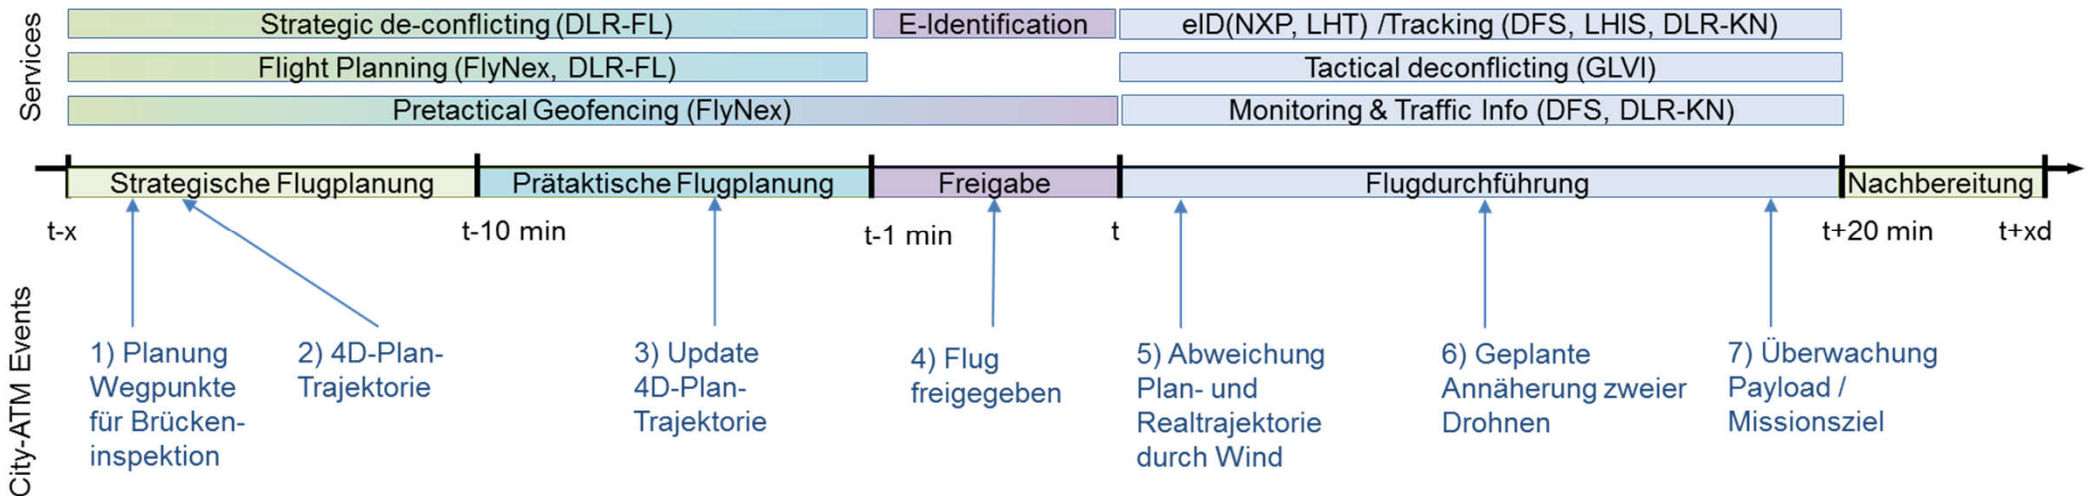 Services
Strategic de-conflicting (DLR-FL)
E-Identification
eID(NXP, LHT) /Tracking (DFS, LHIS, DLR-KN)
Flight Planning (FlyNex, DLR-FL)
Tactical deconflicting (GLVI)
Pretactical Geofencing (FlyNex)
Monitoring & Traffic Info (DFS, DLR-KN)
Strategische Flugplanung
Prätaktische Flugplanung
Freigabe
Flugdurchführung
Nachbereitung
t-x
t-10 min
t-1 min
t
t+20 min
t+xd
City-ATM Events
1) Planung
Wegpunkte
für Brücken-
inspektion
2) 4D-Plan-
Trajektorie
3) Update
4D-Plan-
Trajektorie
4) Flug
freigegeben
5) Abweichung
Plan- und
Realtrajektorie
durch Wind
6) Geplante
Annäherung zweier
Drohnen
7) Überwachung
Payload /
Missionsziel